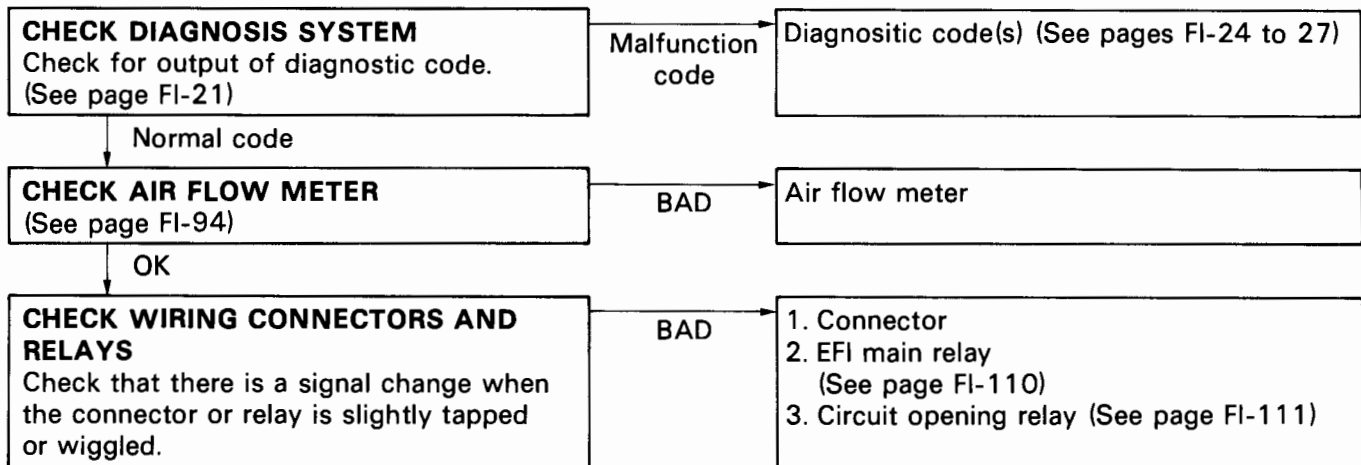 CHECK DIAGNOSIS SYSTEM
Check for output of diagnostic code.
(See page FI-21)
Malfunction
code
Diagnositic code(s) (See pages FI-24 to 27)
Normal code
CHECK AIR FLOW METER
(See page FI-94)
BAD
Air flow meter
OK
CHECK WIRING CONNECTORS AND
RELAYS
Check that there is a signal change when
the connector or relay is slightly tapped
or wiggled.
BAD
1. Connector
2. EFI main relay
(See page FI-110)
3. Circuit opening relay (See page FI-111)